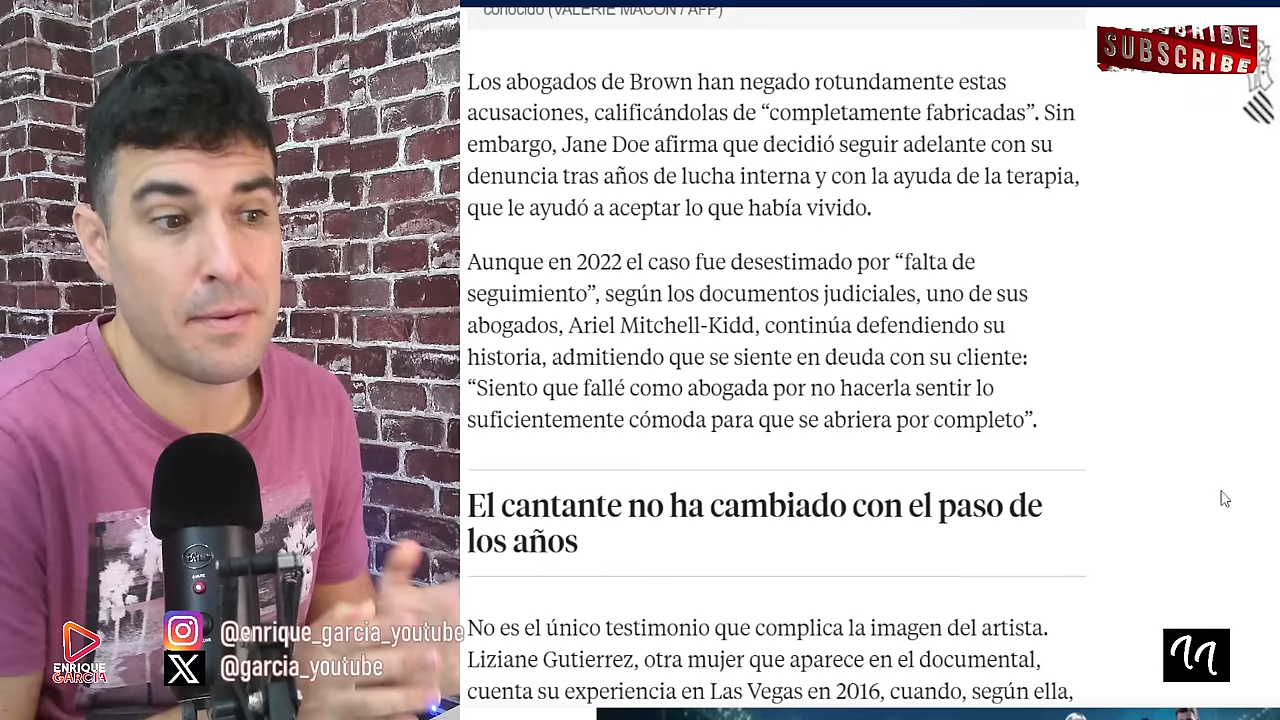 conocido (VALERIE MACON / AFP)
SUBSCRIBE
SUBSCRIBE
Los abogados de Brown han negado rotundamente estas
acusaciones, calificándolas de “completamente fabricadas”. Sin
embargo, Jane Doe afirma que decidió seguir adelante con su
denuncia tras años de lucha interna y con la ayuda de la terapia,
que le ayudó a aceptar lo que había vivido.
Aunque en 2022 el caso fue desestimado por “falta de
seguimiento”, según los documentos judiciales, uno de sus
abogados, Ariel Mitchell-Kidd, continúa defendiendo su
historia, admitiendo que se siente en deuda con su cliente:
“Siento que fallé como abogada por no hacerla sentir lo
suficientemente cómoda para que se abriera por completo”.
El cantante no ha cambiado con el paso de
los años
No es el único testimonio que complica la imagen del artista.
Liziane Gutierrez, otra mujer que aparece en el documental,
cuenta su experiencia en Las Vegas en 2016, cuando, según ella,
ENRIQUE
GARCIA
@enrique_garcia_youtube
@garcia_youtube